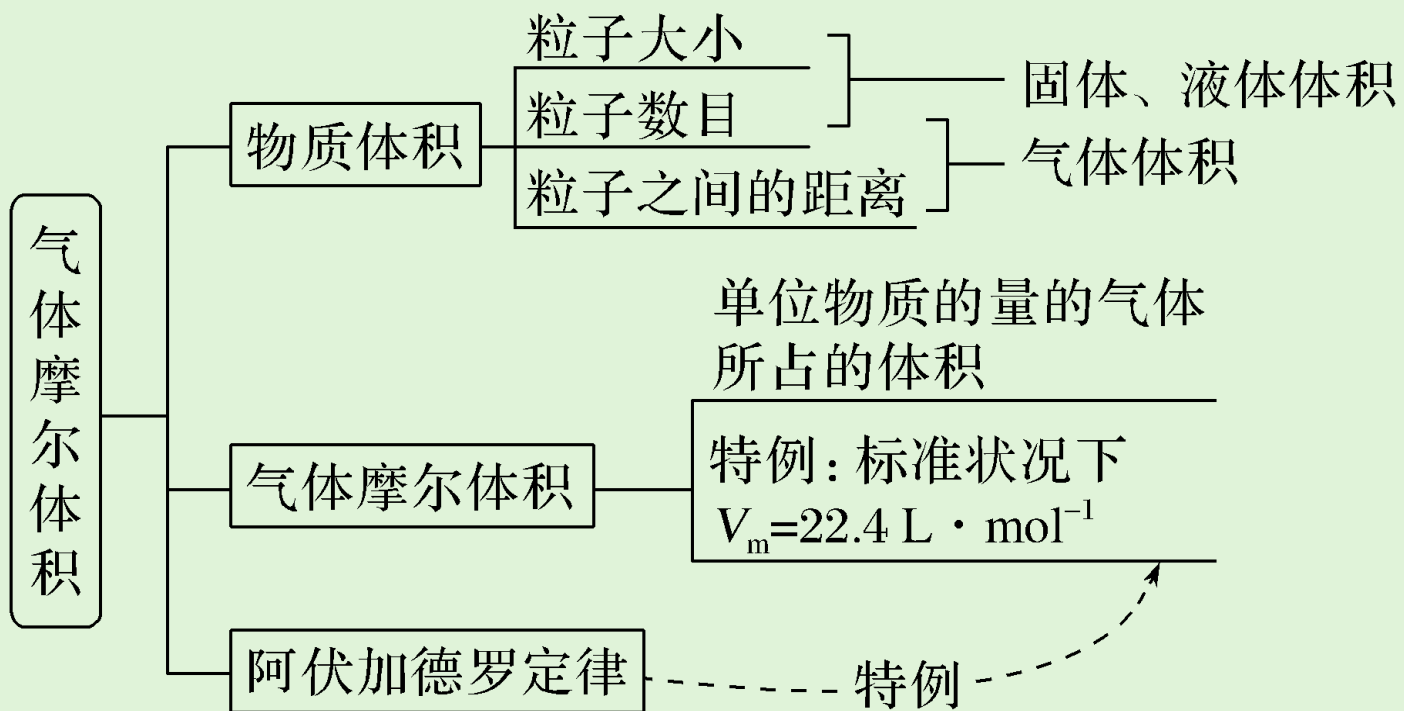 气体摩尔体积
物质体积
粒子大小
粒子数目
粒子之间的距离
固体、液体体积
气体体积
气体摩尔体积
单位物质的量的气体
所占的体积
特例:标准状况下
Vₘ=22.4 L·mol⁻¹
阿伏加德罗定律
特例